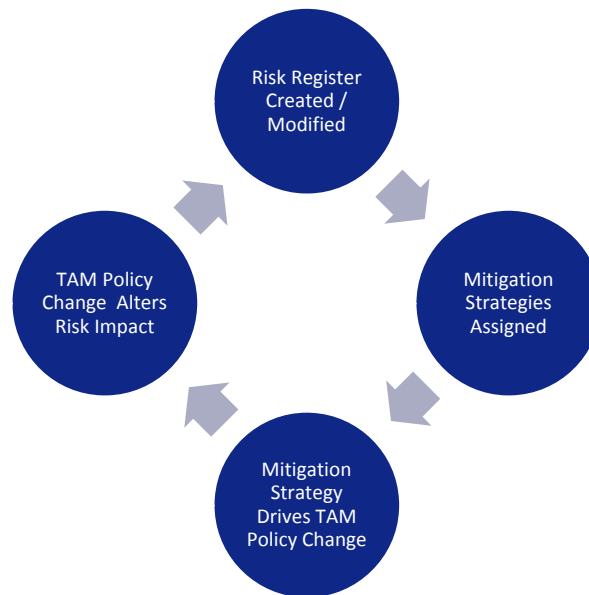 Risk Register
Created /
Modified
Mitigation
Strategies
Assigned
Mitigation
Strategy
Drives TAM
Policy Change
TAM Policy
Change Alters
Risk Impact